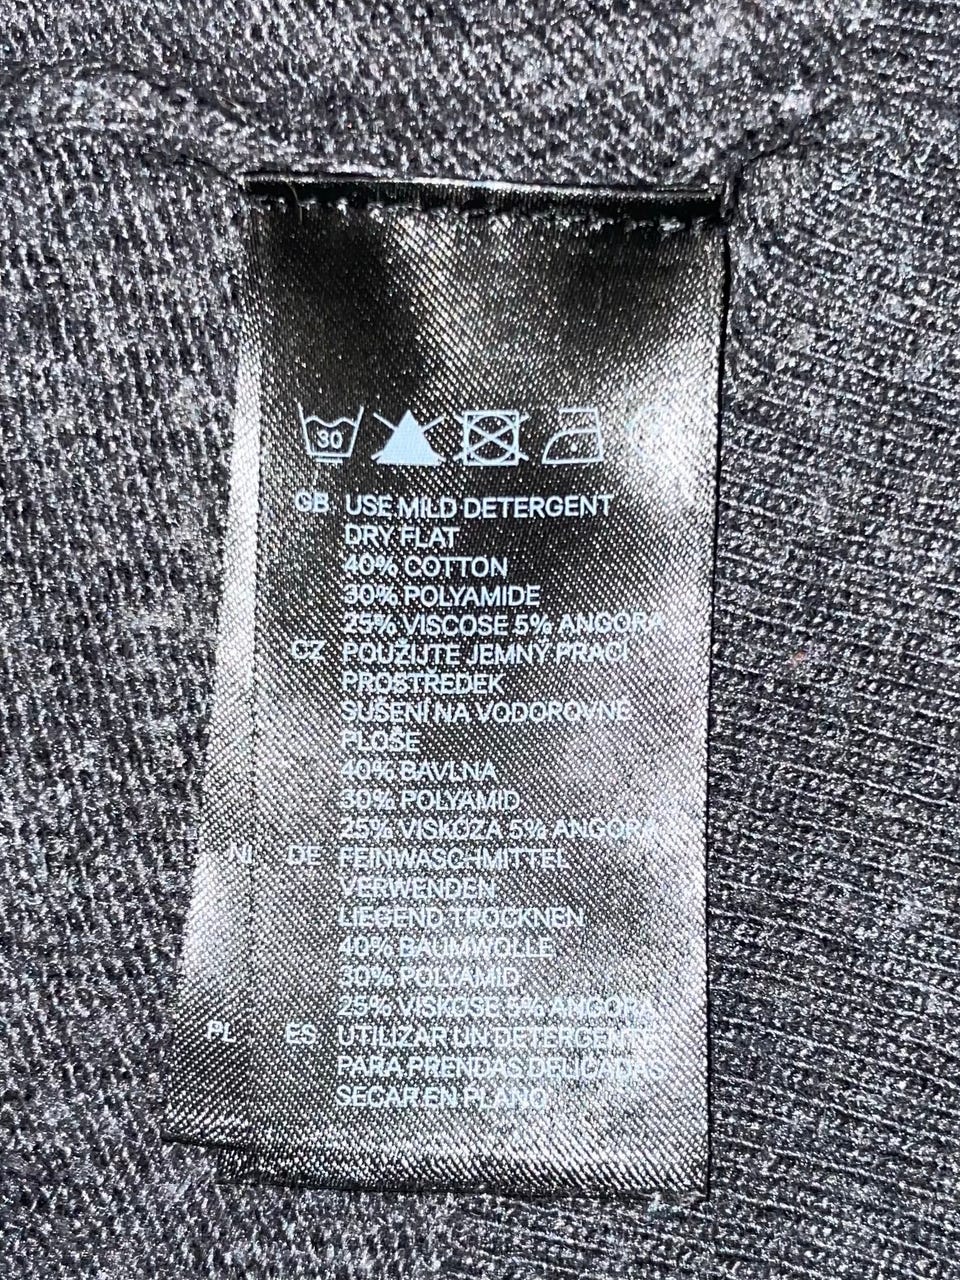 30
GB USE MILD DETERGENT
DRY FLAT
40% COTTON
30% POLYAMIDE
25% VISCOSE 5% ANGORA
CZ POUŽIJTE JEMNÝ PRACÍ
PROSTŘEDEK
SUŠENÍ NA VODOROVNÉ
PLOŠE
40% BAVLNA
30% POLYAMID
25% VISKÓZA 5% ANGORA
NL DE FEINWASCHMITTEL
VERWENDEN
LIEGEND TROCKNEN
40% BAUMWOLLE
30% POLYAMID
25% VISKOSE 5% ANGORA
PL ES UTILIZAR UN DETERGENTE
PARA PRENDAS DELICADAS
SECAR EN PLANO